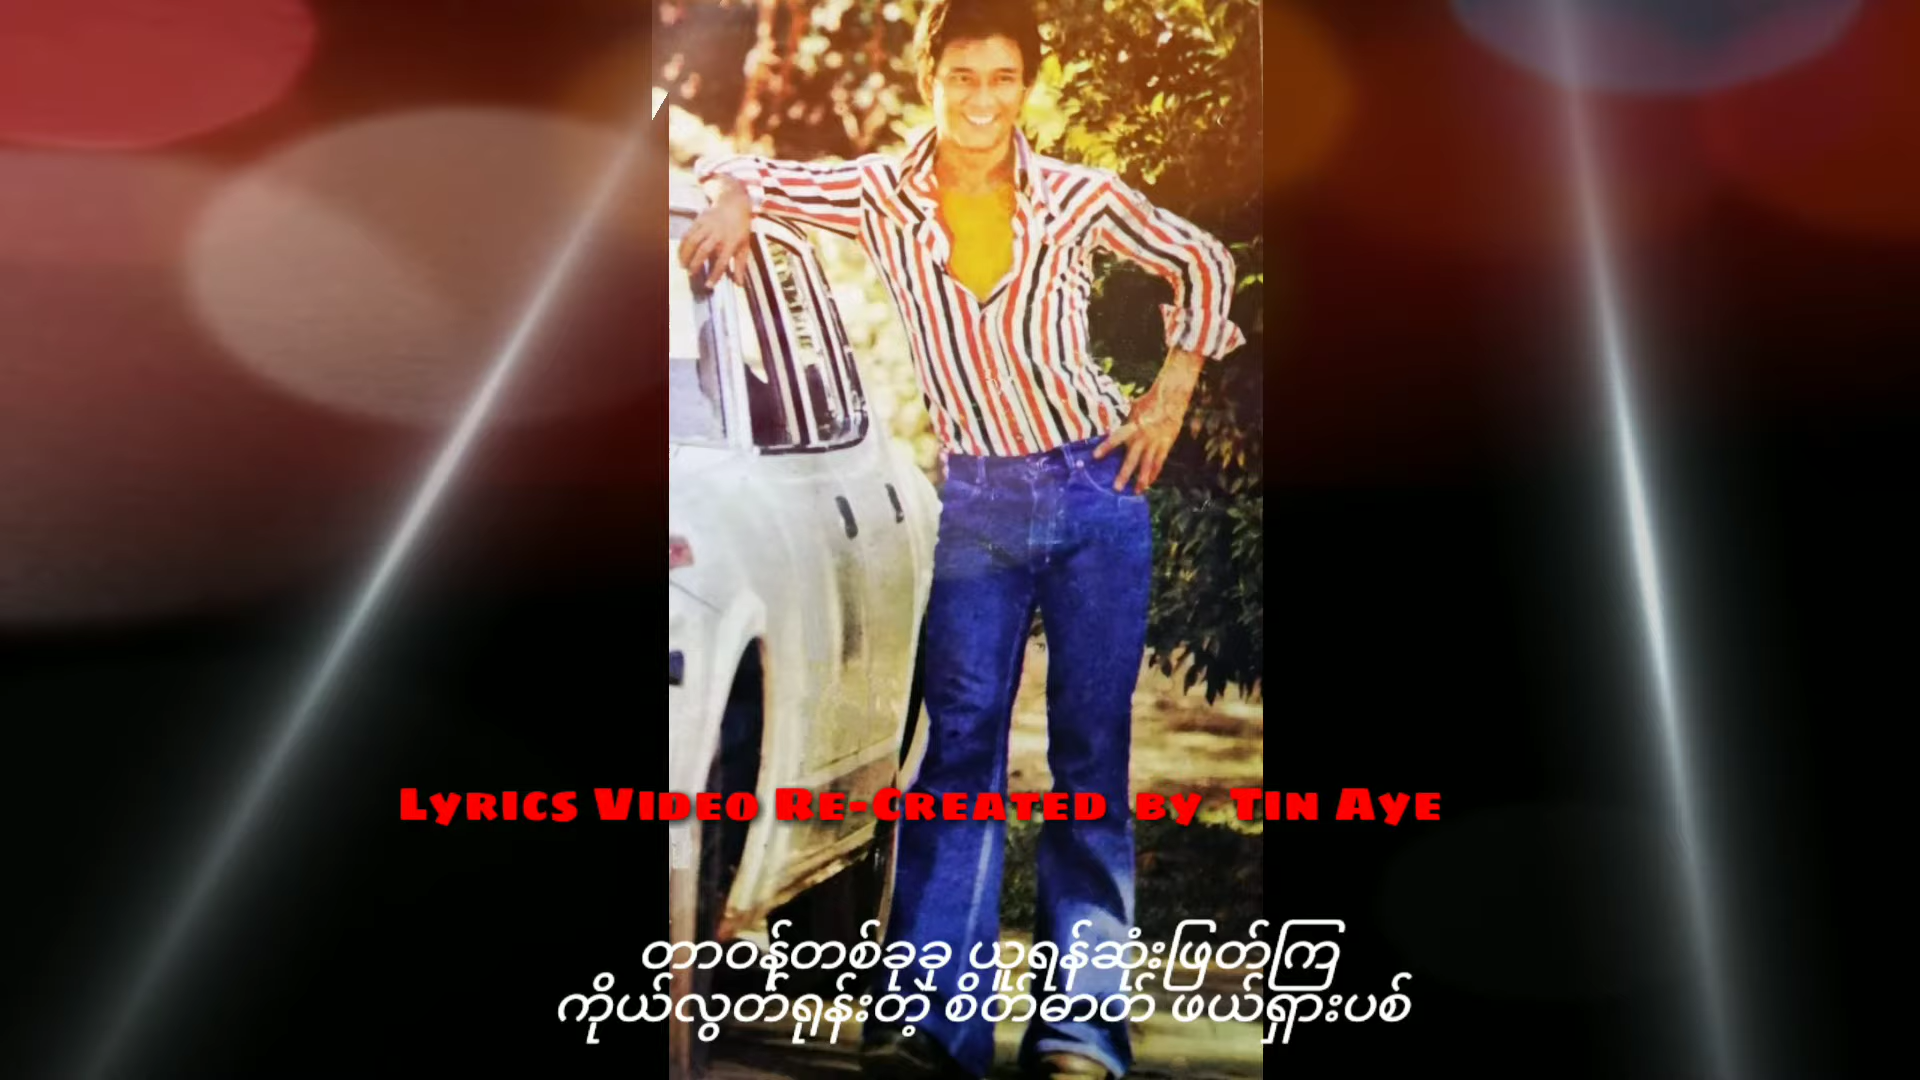 Lyrics Video Re-Created by Tin Aye
တာဝန်တစ်ခုခု ယူရန်ဆုံးဖြတ်ကြ
ကိုယ်လွတ်ရုန်းတဲ့ စိတ်ဓာတ် ဖယ်ရှားပစ်